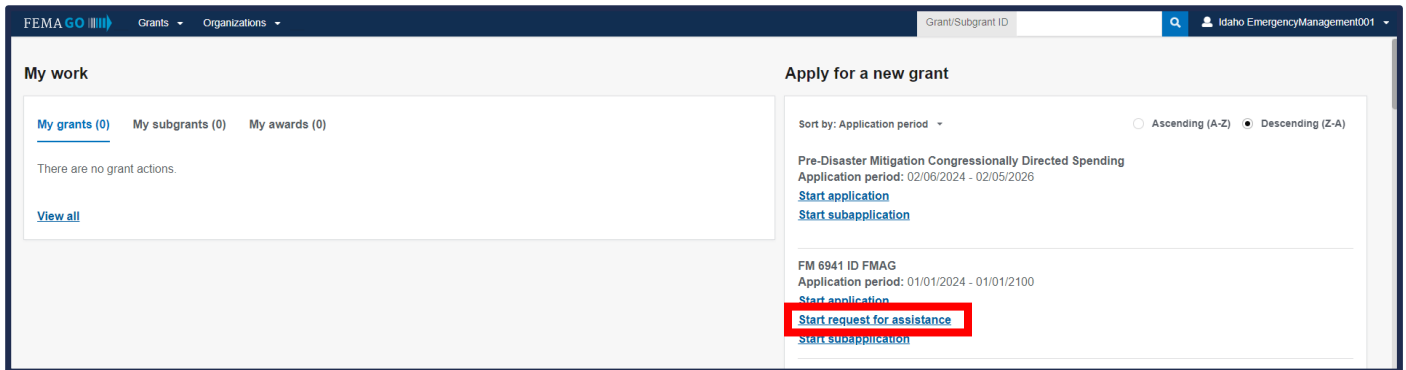 FEMA GO Grants Organizations Grant/Subgrant ID Idaho EmergencyManagement001
My work
My grants (0) My subgrants (0) My awards (0)
There are no grant actions.
View all
Apply for a new grant
Sort by: Application period Ascending (A-Z) Descending (Z-A)
Pre-Disaster Mitigation Congressionally Directed Spending
Application period: 02/06/2024 - 02/05/2026
Start application
Start subapplication
FM 6941 ID FMAG
Application period: 01/01/2024 - 01/01/2100
Start application
Start request for assistance
Start subapplication